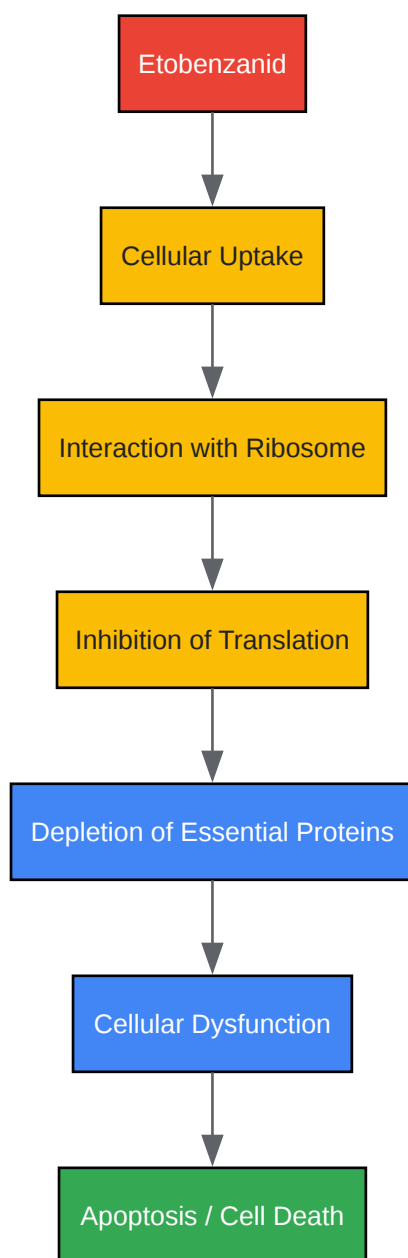 Etobenzanid
Cellular Uptake
Interaction with Ribosome
Inhibition of Translation
Depletion of Essential Proteins
Cellular Dysfunction
Apoptosis / Cell Death